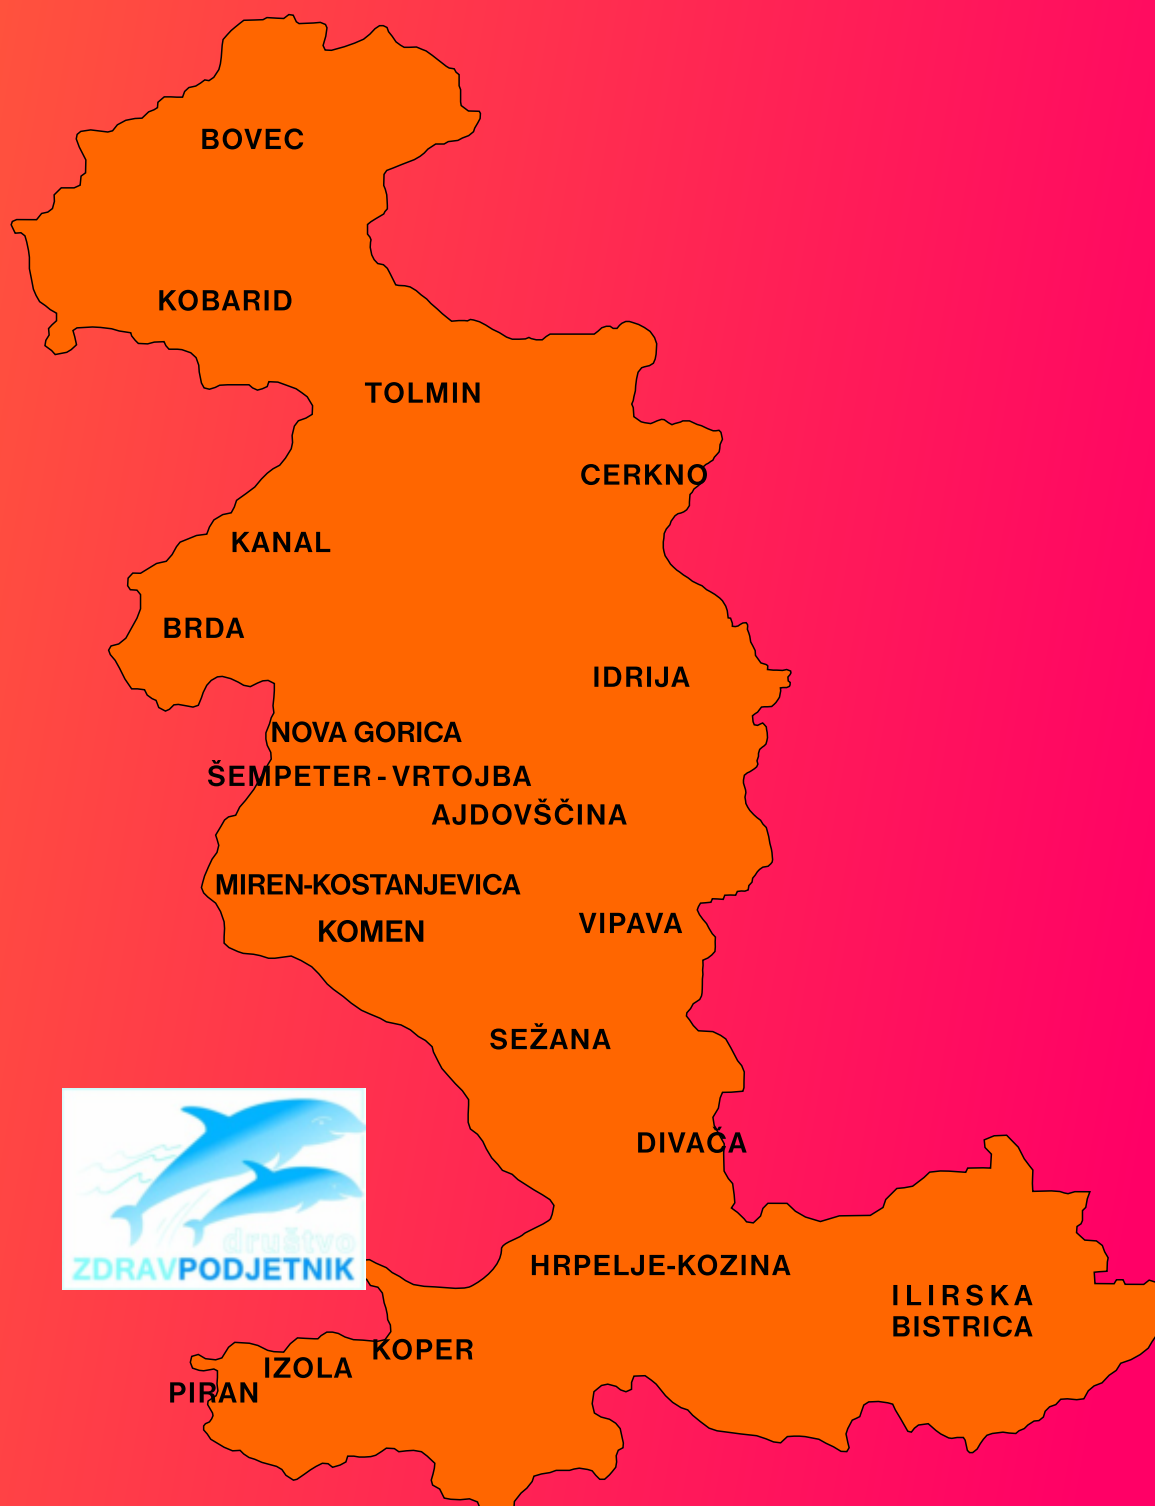 BOVEC
KOBARID
TOLMIN
CERKNO
KANAL
BRDA
IDRIJA
NOVA GORICA
ŠEMPETER - VRTOJBA
AJDOVŠČINA
MIREN-KOSTANJEVICA
VIPAVA
KOMEN
SEŽANA
DIVAČA
društvo
ZDRAVPODJETNIK
HRPELJE-KOZINA
ILIRSKA
BISTRICA
KOPER
IZOLA
PIRAN